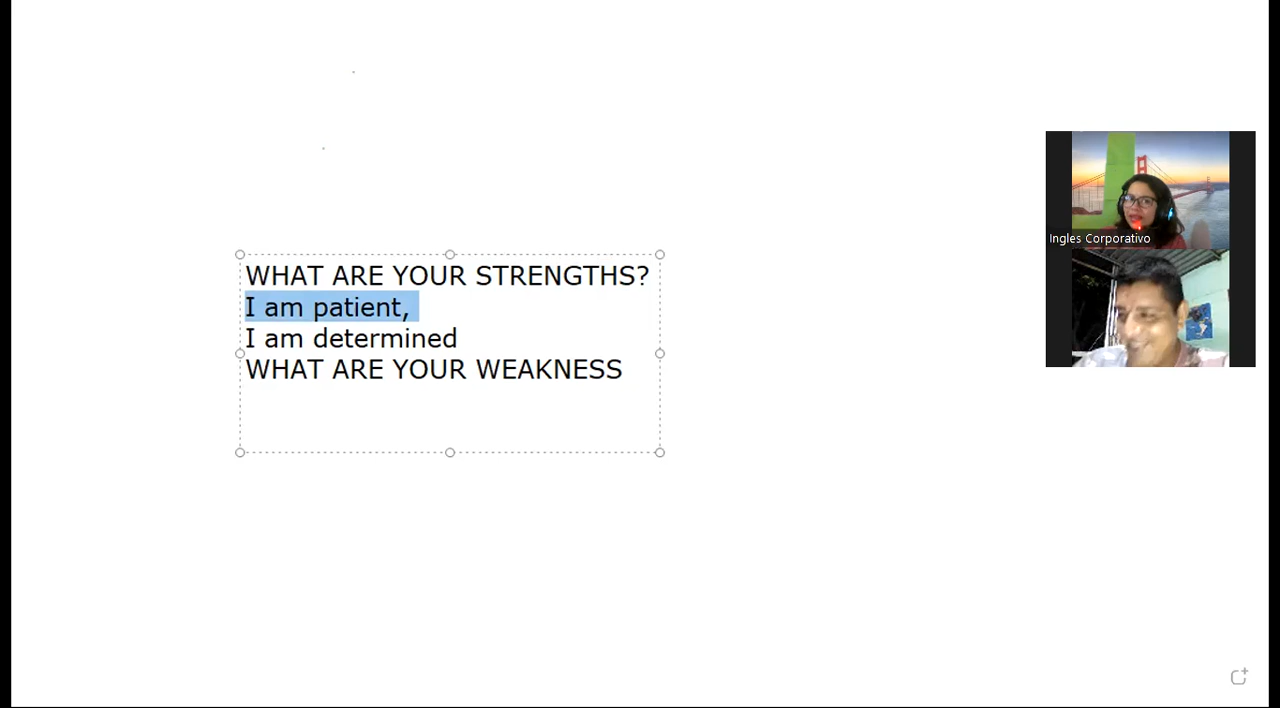 WHAT ARE YOUR STRENGTHS?
I am patient,
I am determined
WHAT ARE YOUR WEAKNESS
Ingles Corporativo